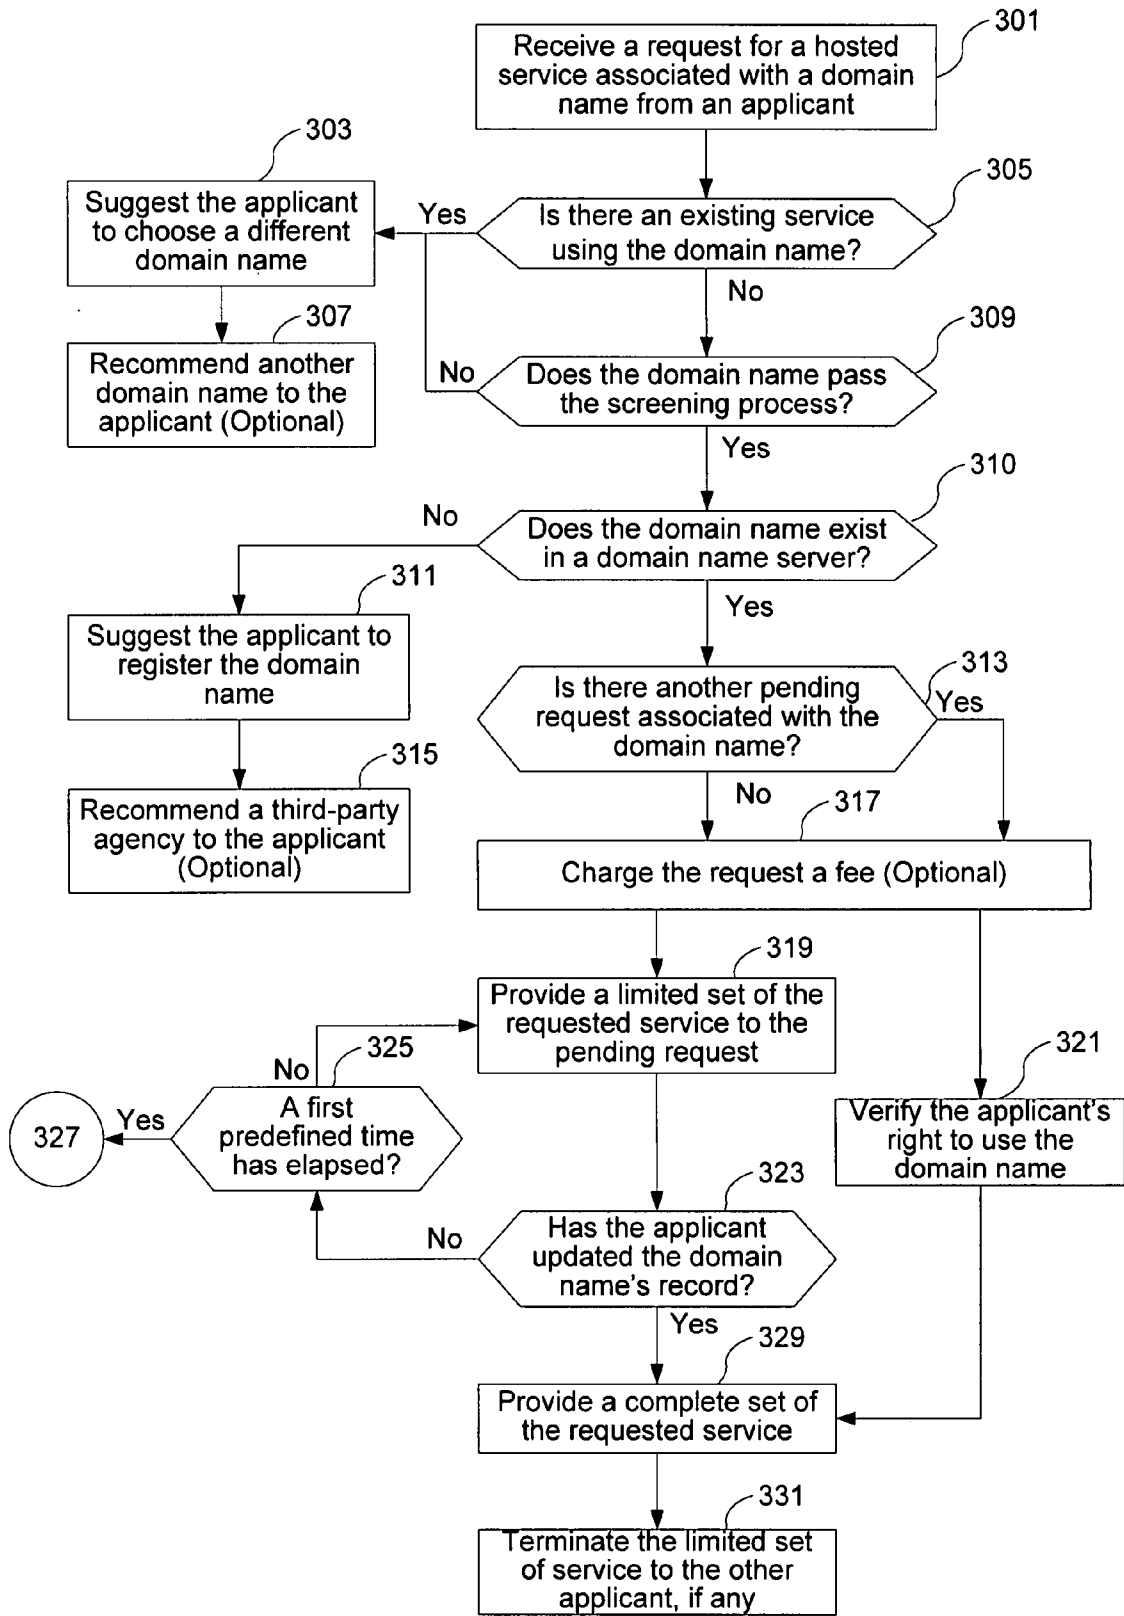 301
Receive a request for a hosted
service associated with a domain
name from an applicant
303
Suggest the applicant
to choose a different
domain name
Yes
305
Is there an existing service
using the domain name?
No
307
Recommend another
domain name to the
applicant (Optional)
No
309
Does the domain name pass
the screening process?
Yes
310
No
Does the domain name exist
in a domain name server?
Yes
311
Suggest the applicant to
register the domain
name
313
Is there another pending
request associated with the
domain name?
Yes
No
315
Recommend a third-party
agency to the applicant
(Optional)
317
Charge the request a fee (Optional)
319
Provide a limited set of the
requested service to the
pending request
321
Verify the applicant's
right to use the
domain name
325
No
A first
predefined time
has elapsed?
Yes
327
323
No
Has the applicant
updated the domain
name's record?
Yes
329
Provide a complete set of
the requested service
331
Terminate the limited set
of service to the other
applicant, if any